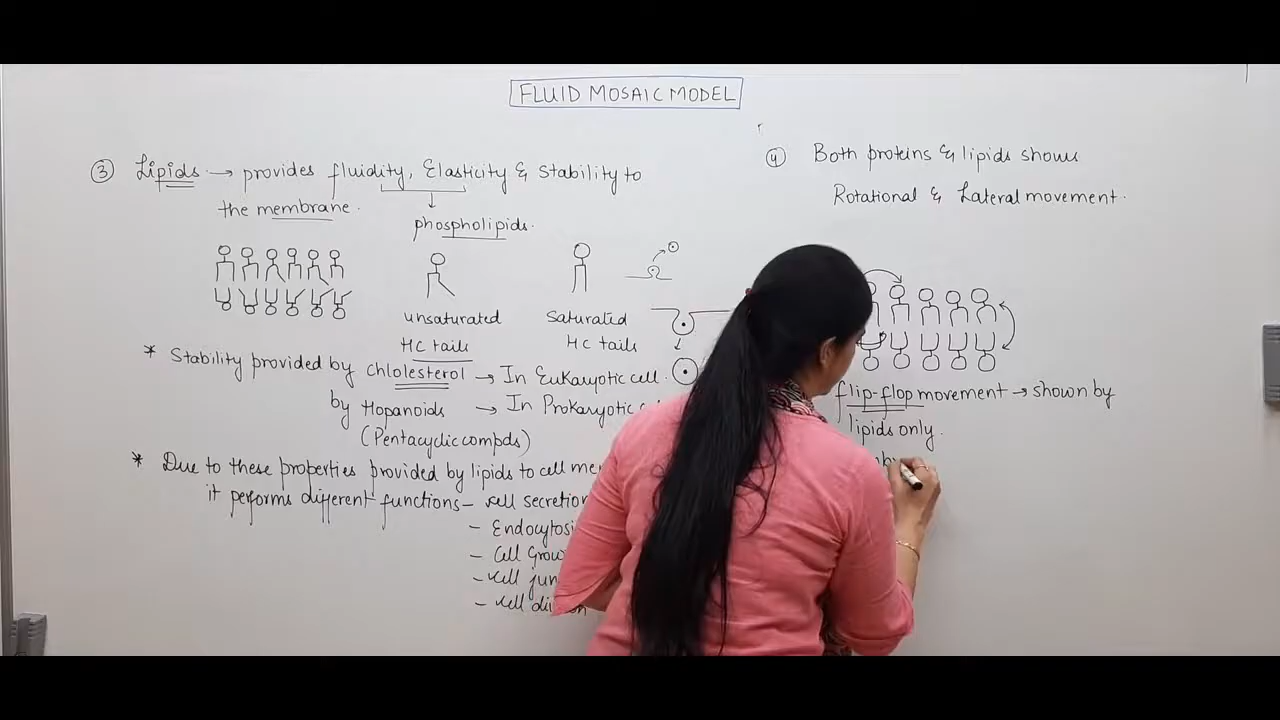 FLUID MOSAIC MODEL
③ Lipids → provides fluidity, Elasticity & Stability to
the membrane.
phospholipids.
unsaturated
HC tails
saturated
HC tails
* Stability provided by Chlolesterol → In Eukaryotic cell.
by Hopanoids → In Prokaryotic
(Pentacyclic compds)
* Due to these properties provided by lipids to cell
it performs different functions – cell secretion
– Endocytosi
– Cell Grow
– cell jun
– cell di
④ Both proteins & lipids shows
Rotational & Lateral movement.
flip-flop movement → shown by
lipids only.